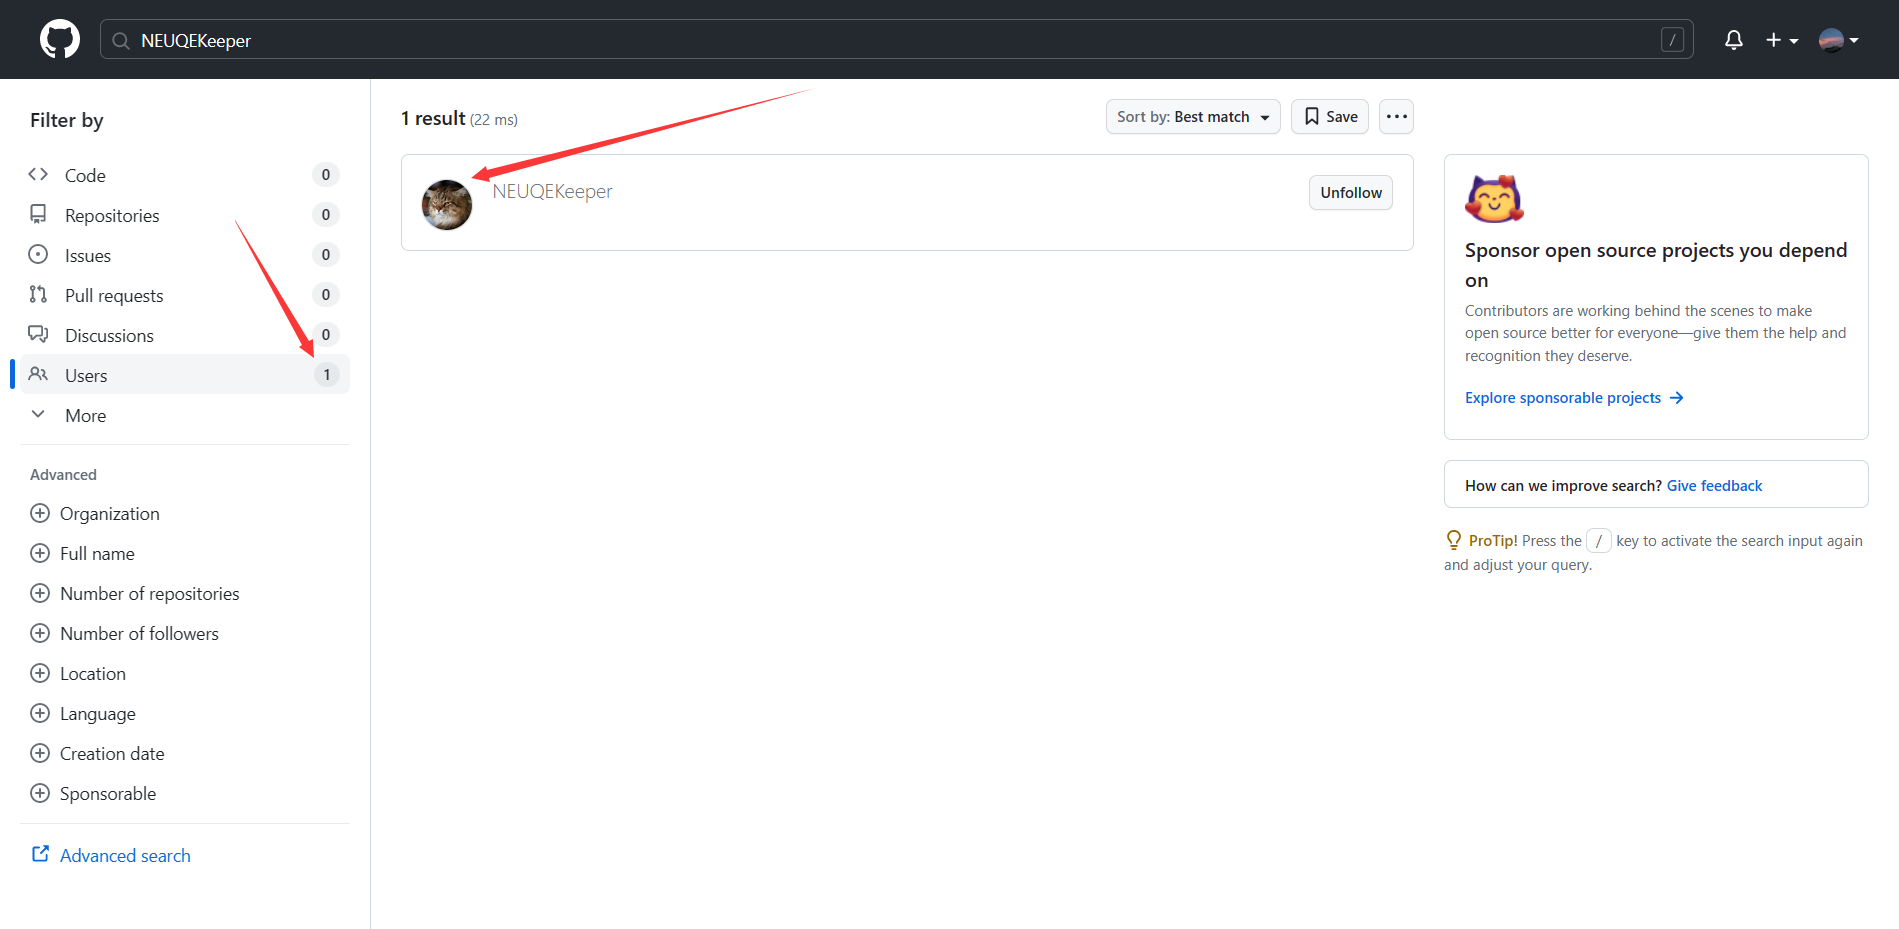 NEUQEKeeper
/
Filter by
Code 0
Repositories 0
Issues 0
Pull requests 0
Discussions 0
Users 1
More
Advanced
Organization
Full name
Number of repositories
Number of followers
Location
Language
Creation date
Sponsorable
Advanced search
1 result (22 ms)
Sort by: Best match
Save
NEUQEKeeper
Unfollow
Sponsor open source projects you depend
on
Contributors are working behind the scenes to make
open source better for everyone—give them the help and
recognition they deserve.
Explore sponsorable projects
How can we improve search? Give feedback
ProTip! Press the / key to activate the search input again
and adjust your query.